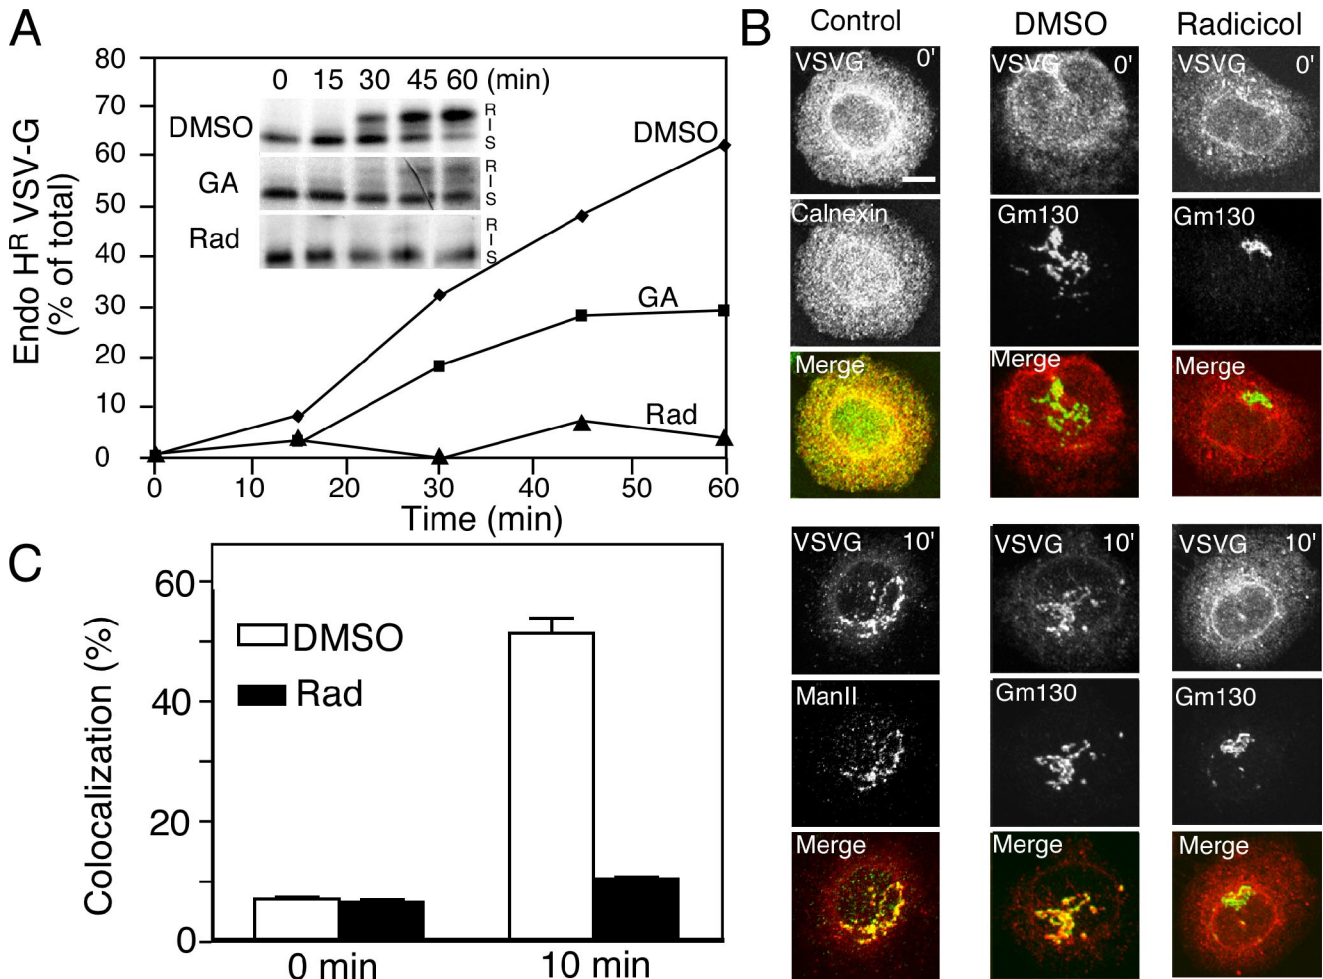 A
80
70
60
50
40
30
20
10
0
Endo H^R VSV-G
(% of total)
0 15 30 45 60 (min)
DMSO
R
I
S
GA
R
I
S
Rad
R
I
S
DMSO
GA
Rad
0 10 20 30 40 50 60
Time (min)
B
Control DMSO Radicicol
VSVG 0' VSVG 0' VSVG 0'
Calnexin Gm130 Gm130
Merge Merge Merge
VSVG 10' VSVG 10' VSVG 10'
ManII Gm130 Gm130
Merge Merge Merge
C
60
40
20
0
Colocalization (%)
DMSO
Rad
0 min 10 min